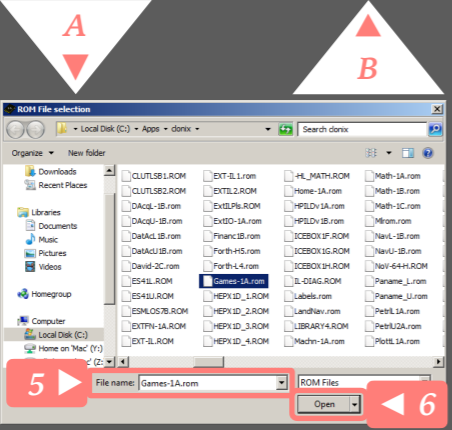 A
B
ROM File selection
Local Disk (C:) Apps clonix
Search clonix
Organize New folder
Downloads
Recent Places
Libraries
Documents
Music
Pictures
Videos
Homegroup
Computer
Local Disk (C:)
Home on 'Mac' (Y:)
CLUTLSB1.ROM EXT-IL1.rom -HL_MATH.ROM Math-1A.rom
CLUTLSB2.ROM EXTIL2.ROM Home-1A.rom Math-1B.rom
DAcqL-1B.rom ExtILPls.ROM HPILDv1A.rom Math-1C.rom
DAcqU-1B.rom ExtIO-1A.rom HPILDv1B.rom Mlrom.rom
DatAcL1B.rom Financ1B.rom ICEBOX1F.ROM NavL-1B.rom
DatAcU1B.rom Forth-H5.rom ICEBOX1G.ROM NavU-1B.rom
David-2C.rom Forth-L4.rom ICEBOX1H.ROM NoV-64-H.ROM
ES41L.ROM Games-1A.rom IL-DIAG.ROM Paname_L.rom
ES41U.ROM HEPX1D_1.ROM Labels.rom Paname_U.rom
ESMLOS7B.ROM HEPX1D_2.ROM LandNav.rom PetrlL1A.rom
EXTFN-1A.ROM HEPX1D_3.ROM LIBRARY4.ROM PetrlU2A.rom
EXT-IL.ROM HEPX1D_4.ROM Machn-1A.rom PlottL1A.rom
5
File name: Games-1A.rom
ROM Files
Open
6